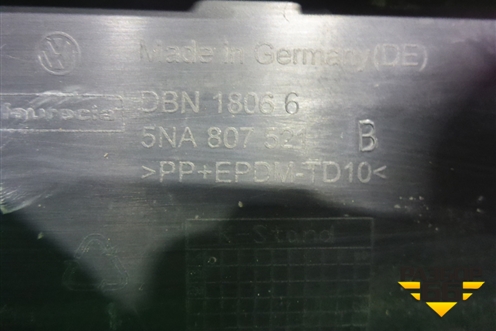 Made in Germany (DE)
DBN 1806 6
5NA 807 B
>PP+EPDM-TD10<
K-Stand